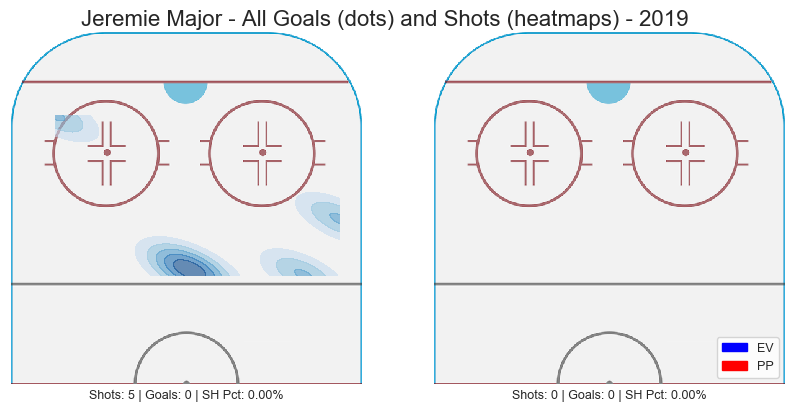 Jeremie Major - All Goals (dots) and Shots (heatmaps) - 2019
EV
PP
Shots: 5 | Goals: 0 | SH Pct: 0.00%
Shots: 0 | Goals: 0 | SH Pct: 0.00%